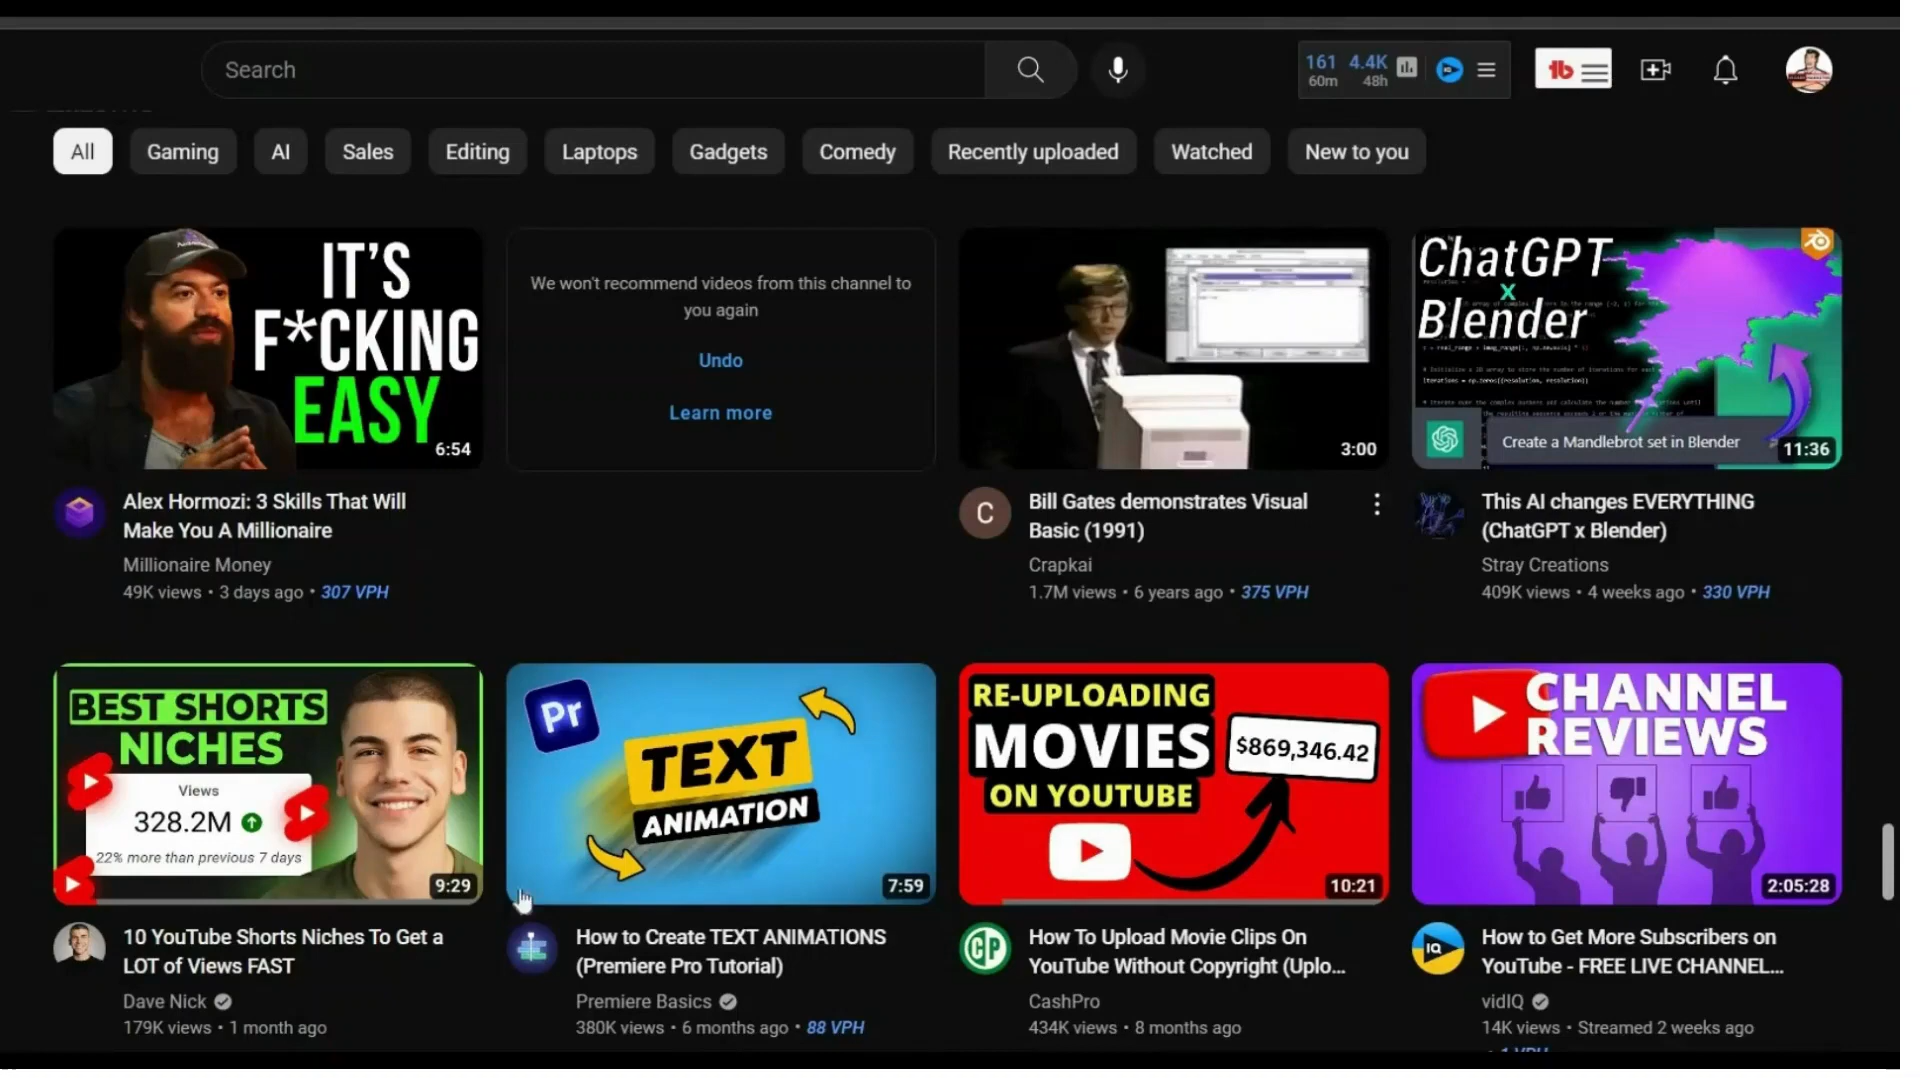 Search
161 4.4K
60m 48h
All
Gaming
AI
Sales
Editing
Laptops
Gadgets
Comedy
Recently uploaded
Watched
New to you
IT'S
F*CKING
EASY
6:54
Alex Hormozi: 3 Skills That Will
Make You A Millionaire
Millionaire Money
49K views • 3 days ago • 307 VPH
We won't recommend videos from this channel to
you again
Undo
Learn more
3:00
C
Bill Gates demonstrates Visual
Basic (1991)
Crapkai
1.7M views • 6 years ago • 375 VPH
ChatGPT
X
Blender
Create a Mandlebrot set in Blender
11:36
This AI changes EVERYTHING
(ChatGPT x Blender)
Stray Creations
409K views • 4 weeks ago • 330 VPH
BEST SHORTS
NICHES
Views
328.2M
22% more than previous 7 days
9:29
10 YouTube Shorts Niches To Get a
LOT of Views FAST
Dave Nick
179K views • 1 month ago
Pr
TEXT
ANIMATION
7:59
How to Create TEXT ANIMATIONS
(Premiere Pro Tutorial)
Premiere Basics
380K views • 6 months ago • 88 VPH
RE-UPLOADING
MOVIES
ON YOUTUBE
$869,346.42
10:21
CP
How To Upload Movie Clips On
YouTube Without Copyright (Uplo...
CashPro
434K views • 8 months ago
CHANNEL
REVIEWS
2:05:28
IQ
How to Get More Subscribers on
YouTube - FREE LIVE CHANNEL...
vidIQ
14K views • Streamed 2 weeks ago